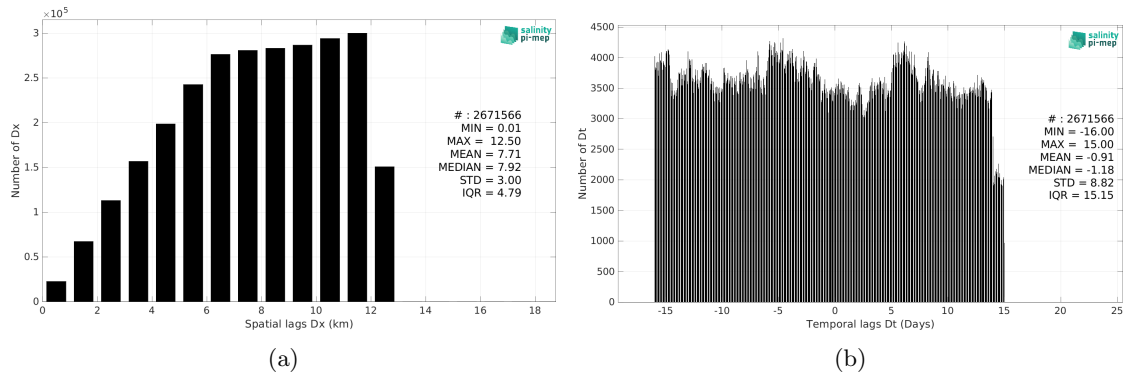 ×10⁵
3
2.5
2
1.5
1
0.5
0
0 2 4 6 8 10 12 14 16 18
Number of Dx
Spatial lags Dx (km)
salinity
pi-mep
# : 2671566
MIN = 0.01
MAX = 12.50
MEAN = 7.71
MEDIAN = 7.92
STD = 3.00
IQR = 4.79
(a)
4500
4000
3500
3000
2500
2000
1500
1000
500
0
-15 -10 -5 0 5 10 15 20 25
Number of Dt
Temporal lags Dt (Days)
salinity
pi-mep
# : 2671566
MIN = -16.00
MAX = 15.00
MEAN = -0.91
MEDIAN = -1.18
STD = 8.82
IQR = 15.15
(b)